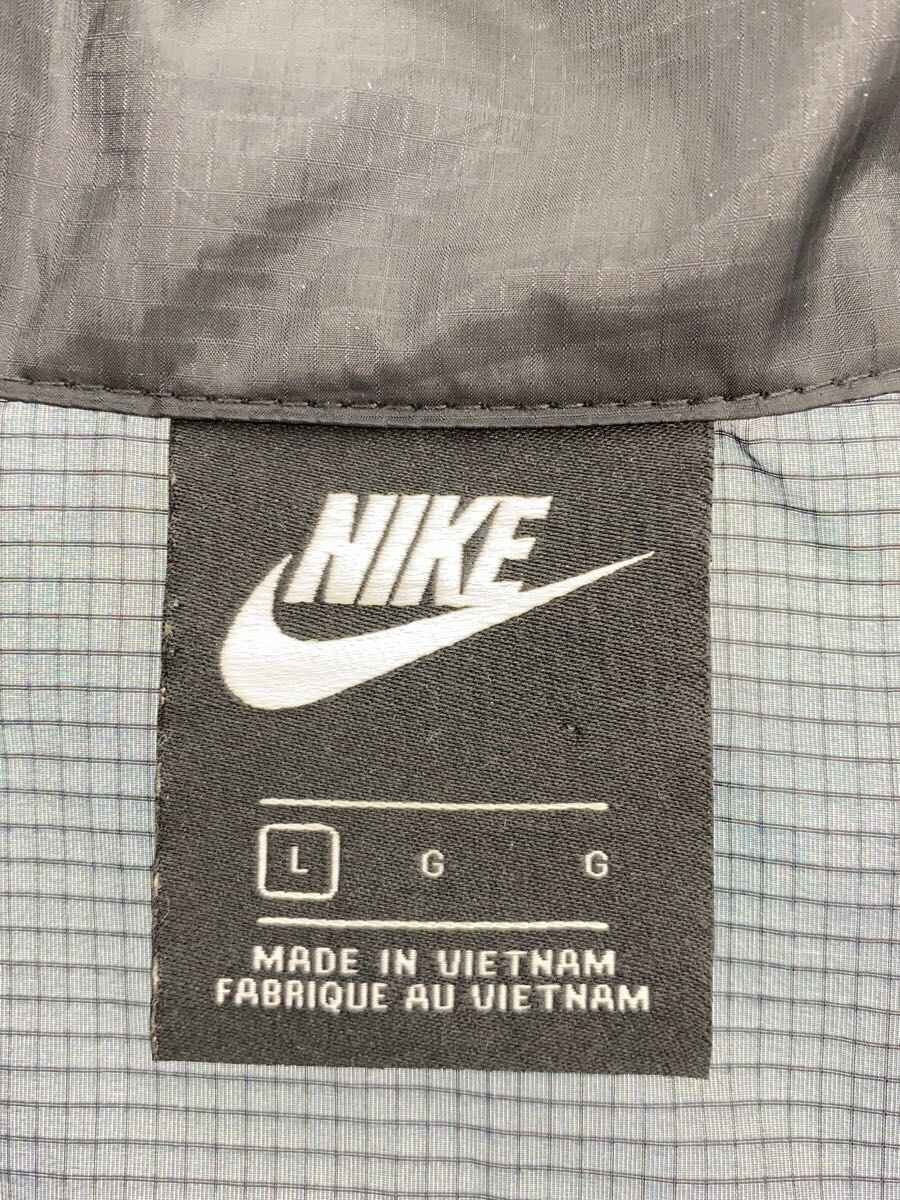 NIKE
L G G
MADE IN VIETNAM
FABRIQUE AU VIETNAM